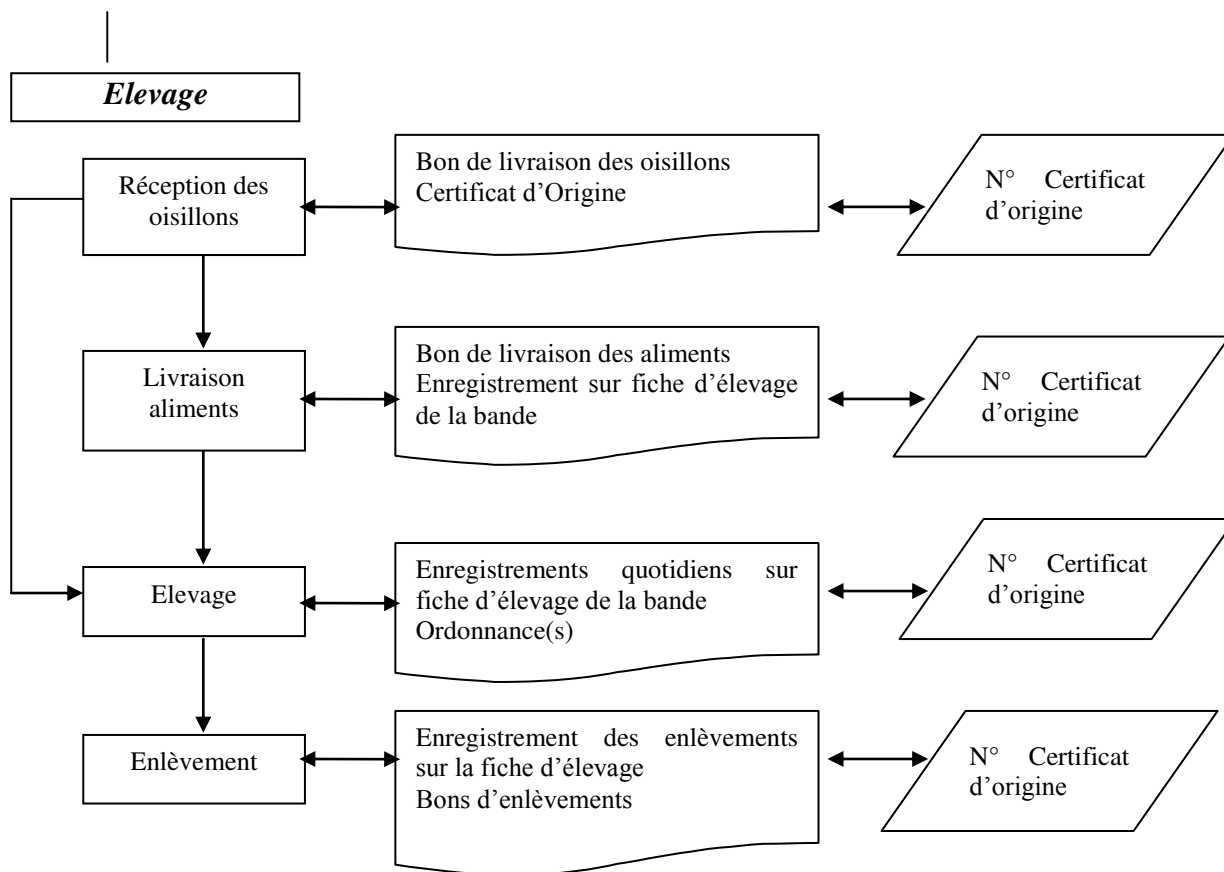 Elevage
Réception des
oisillons
Bon de livraison des oisillons
Certificat d’Origine
N° Certificat
d’origine
Livraison
aliments
Bon de livraison des aliments
Enregistrement sur fiche d’élevage
de la bande
N° Certificat
d’origine
Elevage
Enregistrements quotidiens sur
fiche d’élevage de la bande
Ordonnance(s)
N° Certificat
d’origine
Enlèvement
Enregistrement des enlèvements
sur la fiche d’élevage
Bons d’enlèvements
N° Certificat
d’origine